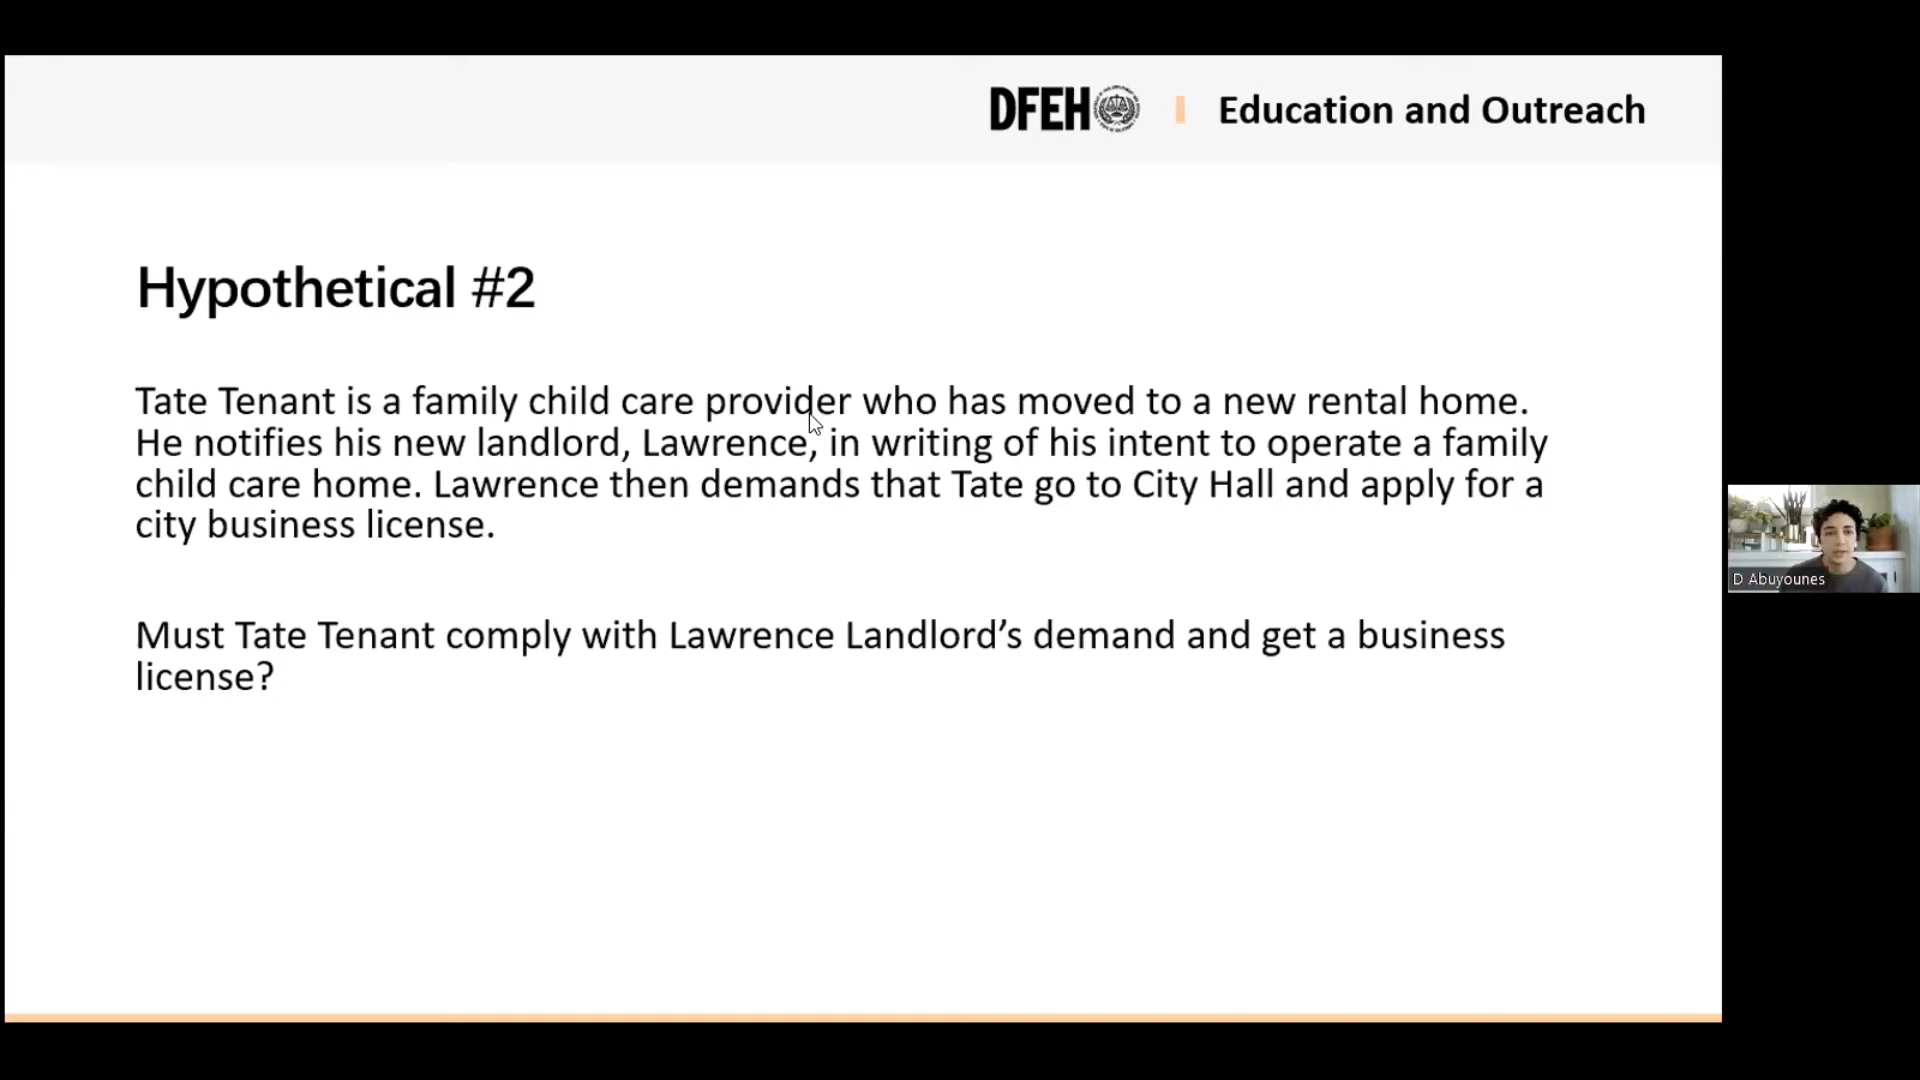 DFEH
Education and Outreach
Hypothetical #2
Tate Tenant is a family child care provider who has moved to a new rental home.
He notifies his new landlord, Lawrence, in writing of his intent to operate a family
child care home. Lawrence then demands that Tate go to City Hall and apply for a
city business license.
Must Tate Tenant comply with Lawrence Landlord’s demand and get a business
license?
D Abuyounes